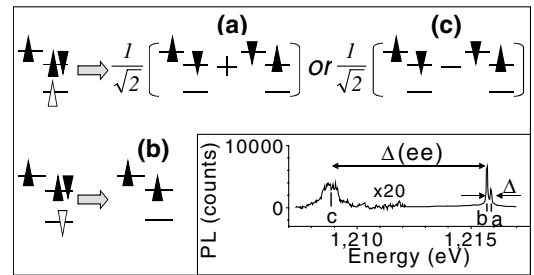 (a)
(c)
1/√2 + or 1/√2 −
(b)
10000
0
PL (counts)
Δ(ee)
x20
Δ
c
b a
1,210 1,215
Energy (eV)